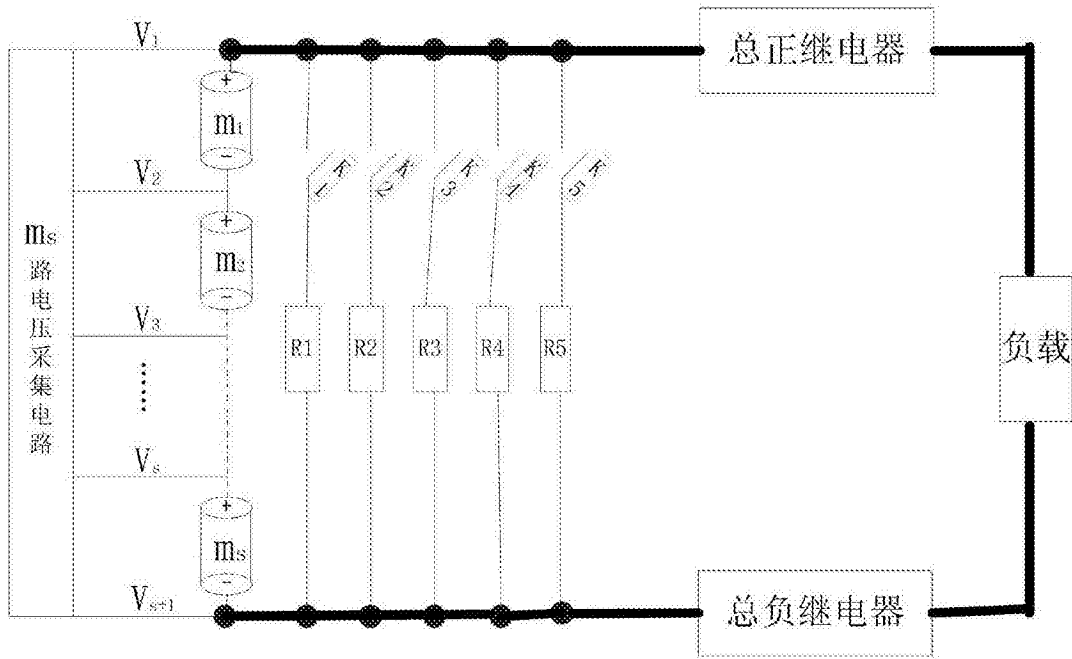 V1
总正继电器
+
m1
-
V2
K1
K2
K3
K4
K5
+
m2
-
ms
路电压采集电路
V3
R1
R2
R3
R4
R5
负载
……
Vs
+
ms
-
Vs+1
总负继电器